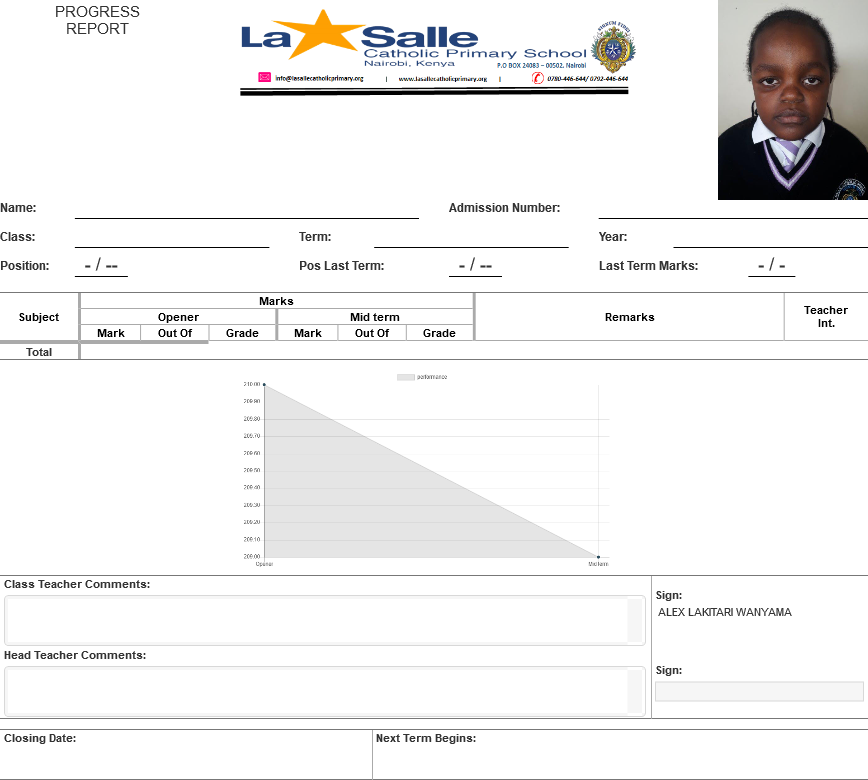 PROGRESS
REPORT
La Salle
Catholic Primary School
Nairobi, Kenya
P.O BOX 24083 – 00502, Nairobi
info@lasallecatholicprimary.org | www.lasallecatholicprimary.org | 0780-446-644/ 0792-446-644
Name: Admission Number:
Class: Term: Year:
Position: - / -- Pos Last Term: - / -- Last Term Marks: - / -
Subject Marks Remarks Teacher Int.
Opener Mid term
Mark Out Of Grade Mark Out Of Grade
Total
performance
210.00
209.90
209.80
209.70
209.60
209.50
209.40
209.30
209.20
209.10
209.00
Opener Mid term
Class Teacher Comments:
Sign:
ALEX LAKITARI WANYAMA
Head Teacher Comments:
Sign:
Closing Date: Next Term Begins: